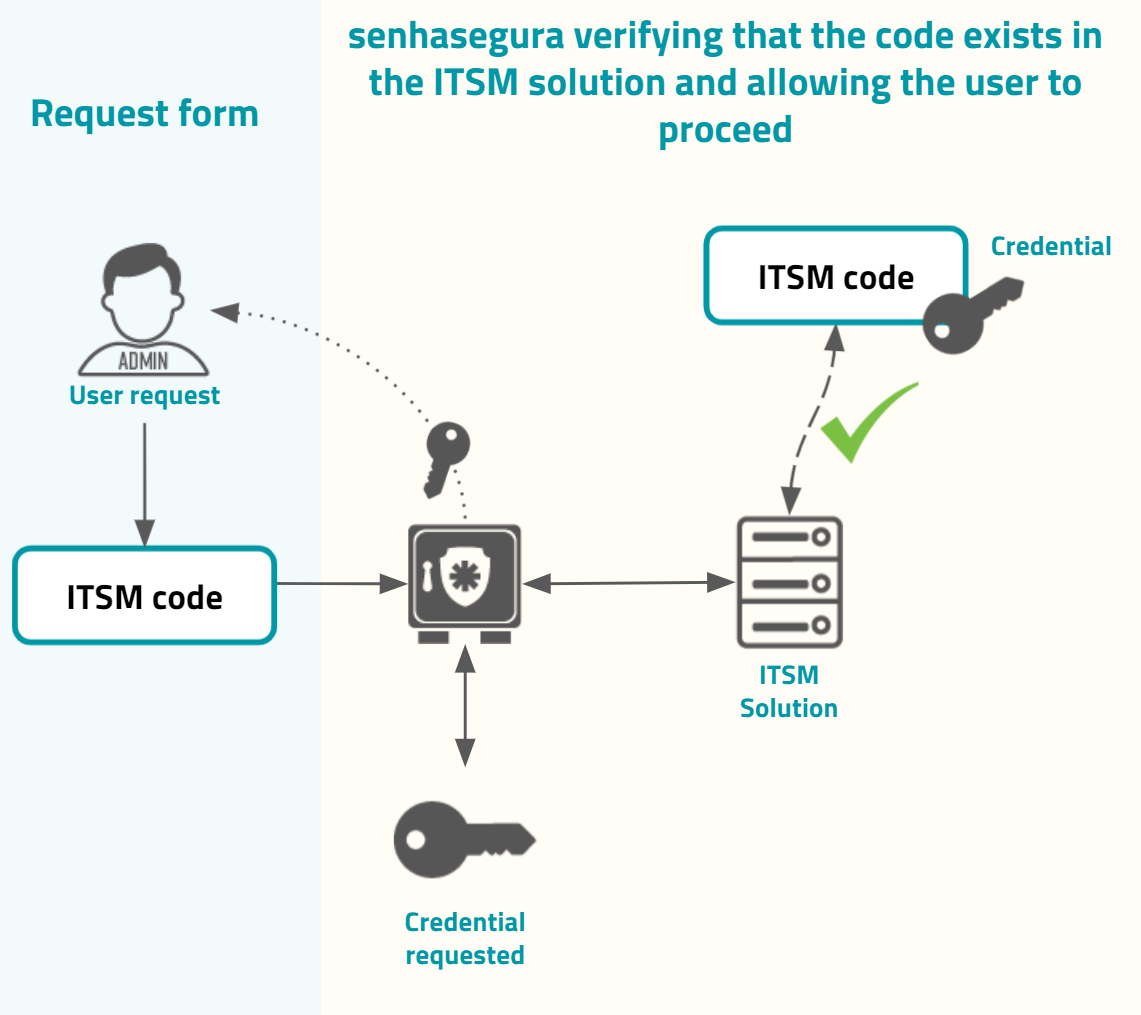 Request form
senhasegura verifying that the code exists in
the ITSM solution and allowing the user to
proceed
ADMIN
User request
ITSM code
ITSM code
Credential
ITSM
Solution
Credential
requested